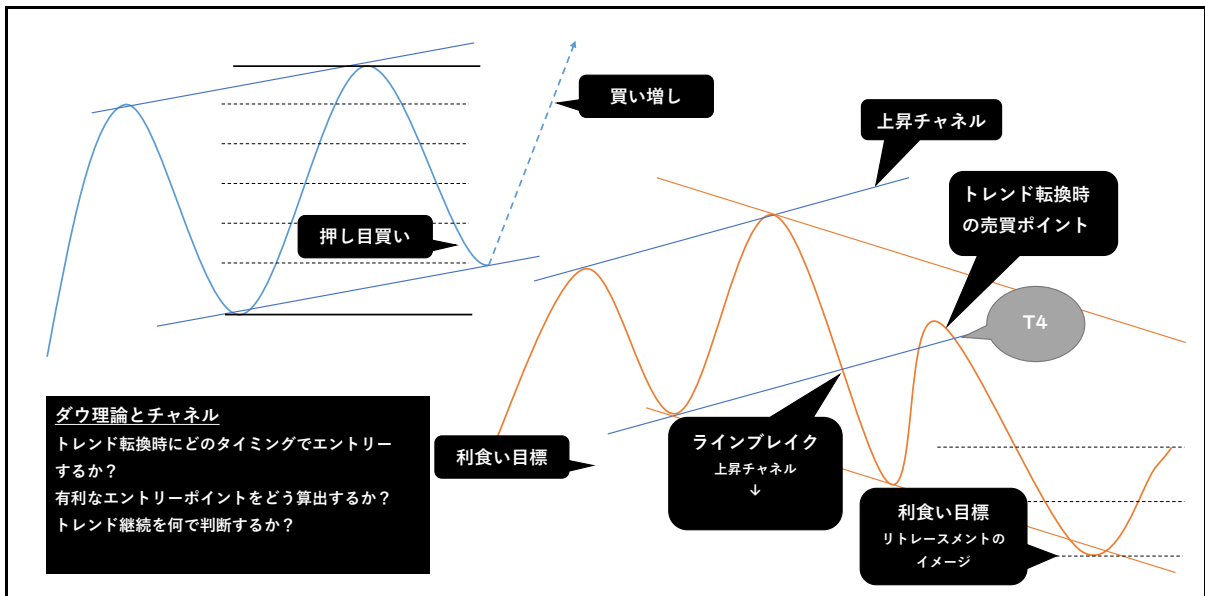 買い増し
上昇チャネル
トレンド転換時
の売買ポイント
押し目買い
T4
ダウ理論とチャネル
トレンド転換時にどのタイミングでエントリー
するか？
有利なエントリーポイントをどう算出するか？
トレンド継続を何で判断するか？
利食い目標
ラインブレイク
上昇チャネル
↓
利食い目標
リトレースメントの
イメージ